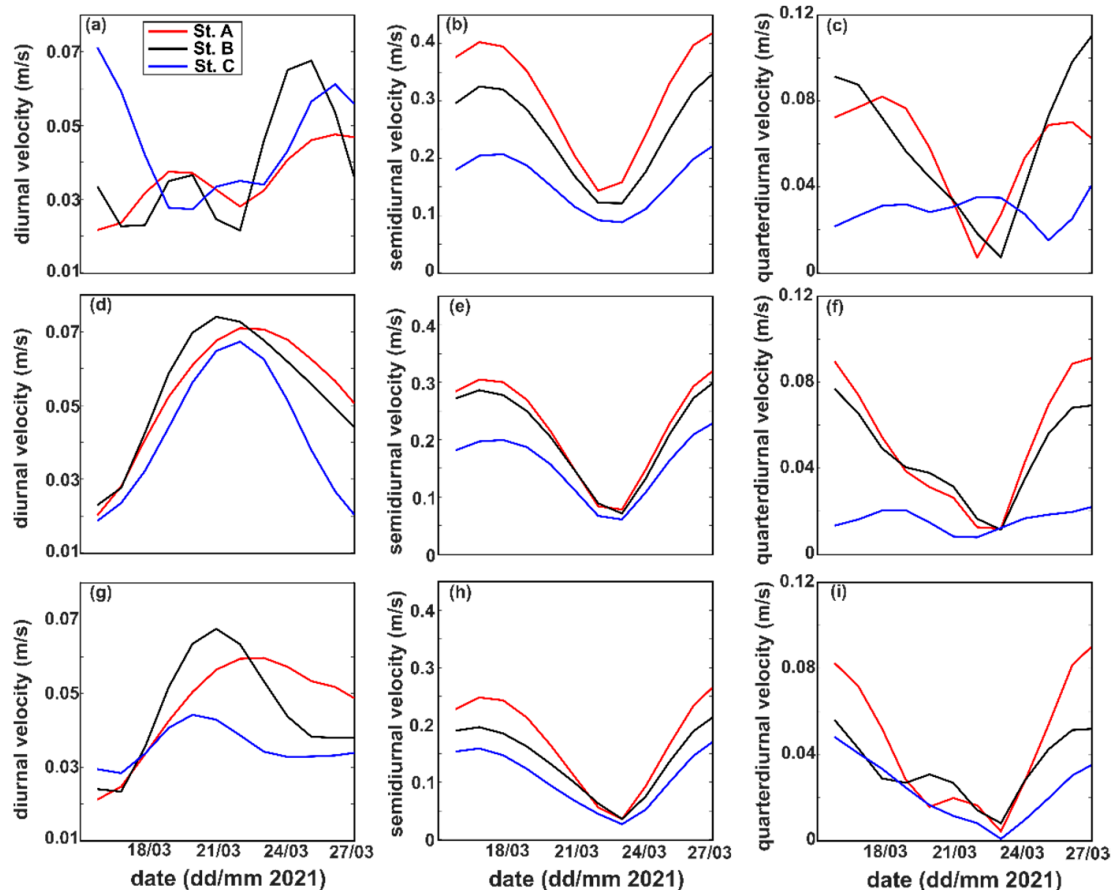 (a)
St. A
St. B
St. C
0.07
0.05
0.03
0.01
diurnal velocity (m/s)
(b)
0.4
0.3
0.2
0.1
0
semidiurnal velocity (m/s)
(c)
0.12
0.08
0.04
0
quarterdiurnal velocity (m/s)
(d)
0.07
0.05
0.03
0.01
diurnal velocity (m/s)
(e)
0.4
0.3
0.2
0.1
0
semidiurnal velocity (m/s)
(f)
0.12
0.08
0.04
0
quarterdiurnal velocity (m/s)
(g)
0.07
0.05
0.03
0.01
diurnal velocity (m/s)
18/03 21/03 24/03 27/03
date (dd/mm 2021)
(h)
0.4
0.3
0.2
0.1
0
semidiurnal velocity (m/s)
18/03 21/03 24/03 27/03
date (dd/mm 2021)
(i)
0.12
0.08
0.04
0
quarterdiurnal velocity (m/s)
18/03 21/03 24/03 27/03
date (dd/mm 2021)